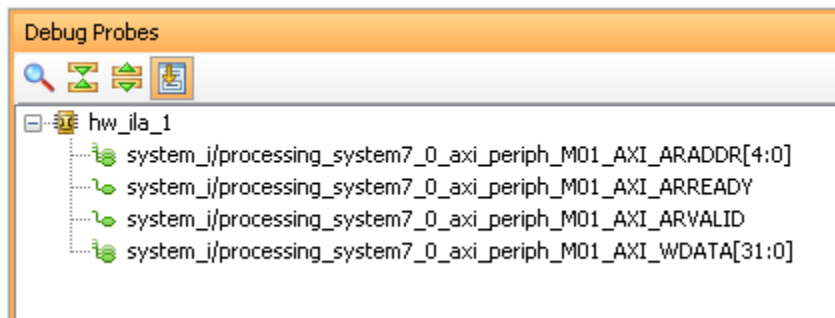 Debug Probes
hw_ila_1
system_i/processing_system7_0_axi_periph_M01_AXI_ARADDR[4:0]
system_i/processing_system7_0_axi_periph_M01_AXI_ARREADY
system_i/processing_system7_0_axi_periph_M01_AXI_ARVALID
system_i/processing_system7_0_axi_periph_M01_AXI_WDATA[31:0]